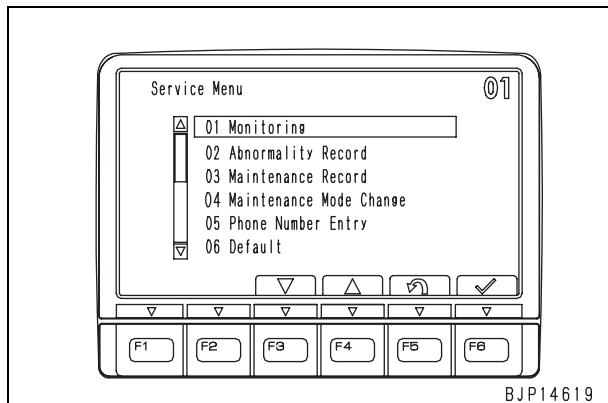 Service Menu 01
01 Monitoring
02 Abnormality Record
03 Maintenance Record
04 Maintenance Mode Change
05 Phone Number Entry
06 Default
F1 F2 F3 F4 F5 F6
BJP14619